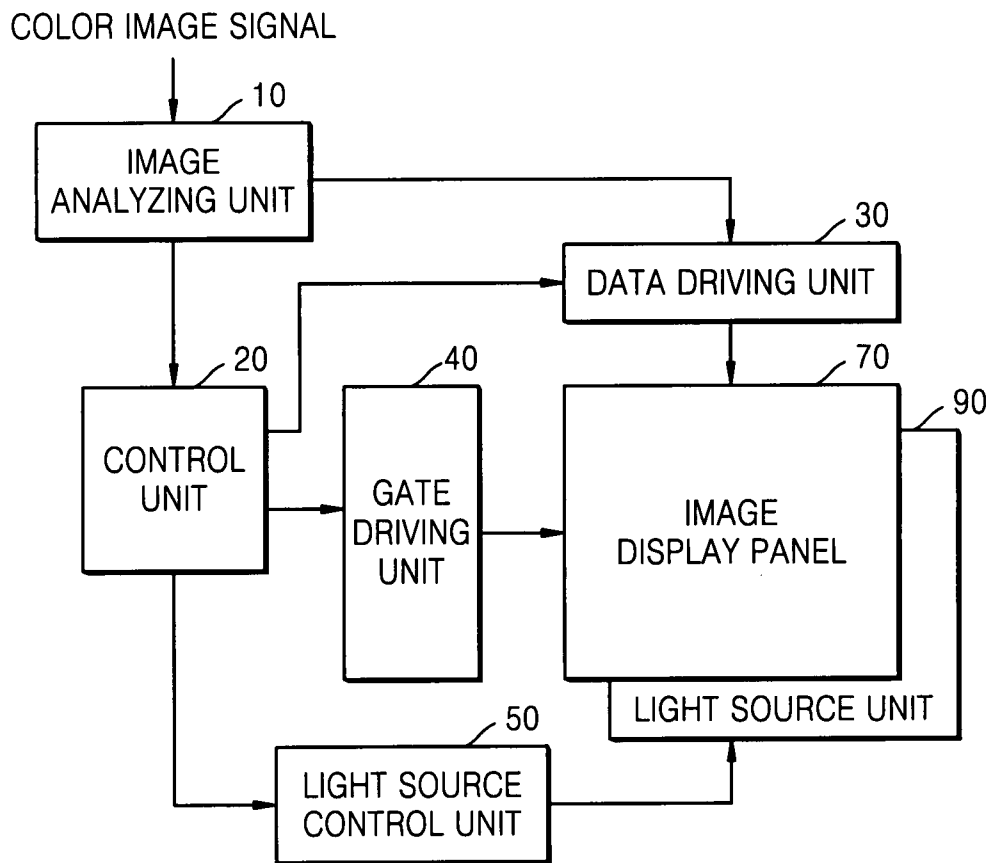 COLOR IMAGE SIGNAL
10
IMAGE
ANALYZING UNIT
30
DATA DRIVING UNIT
20
CONTROL
UNIT
40
GATE
DRIVING
UNIT
70
IMAGE
DISPLAY PANEL
90
LIGHT SOURCE UNIT
50
LIGHT SOURCE
CONTROL UNIT